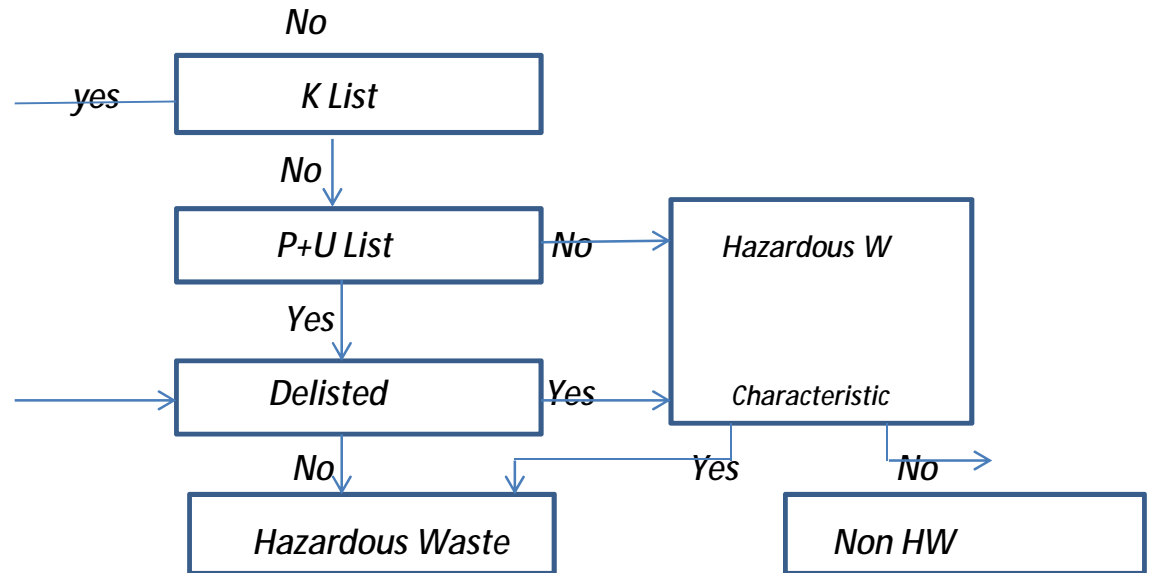 No
yes
K List
No
P+U List
No
Hazardous W
Yes
Delisted
Yes
Characteristic
No
Yes
No
Hazardous Waste
Non HW